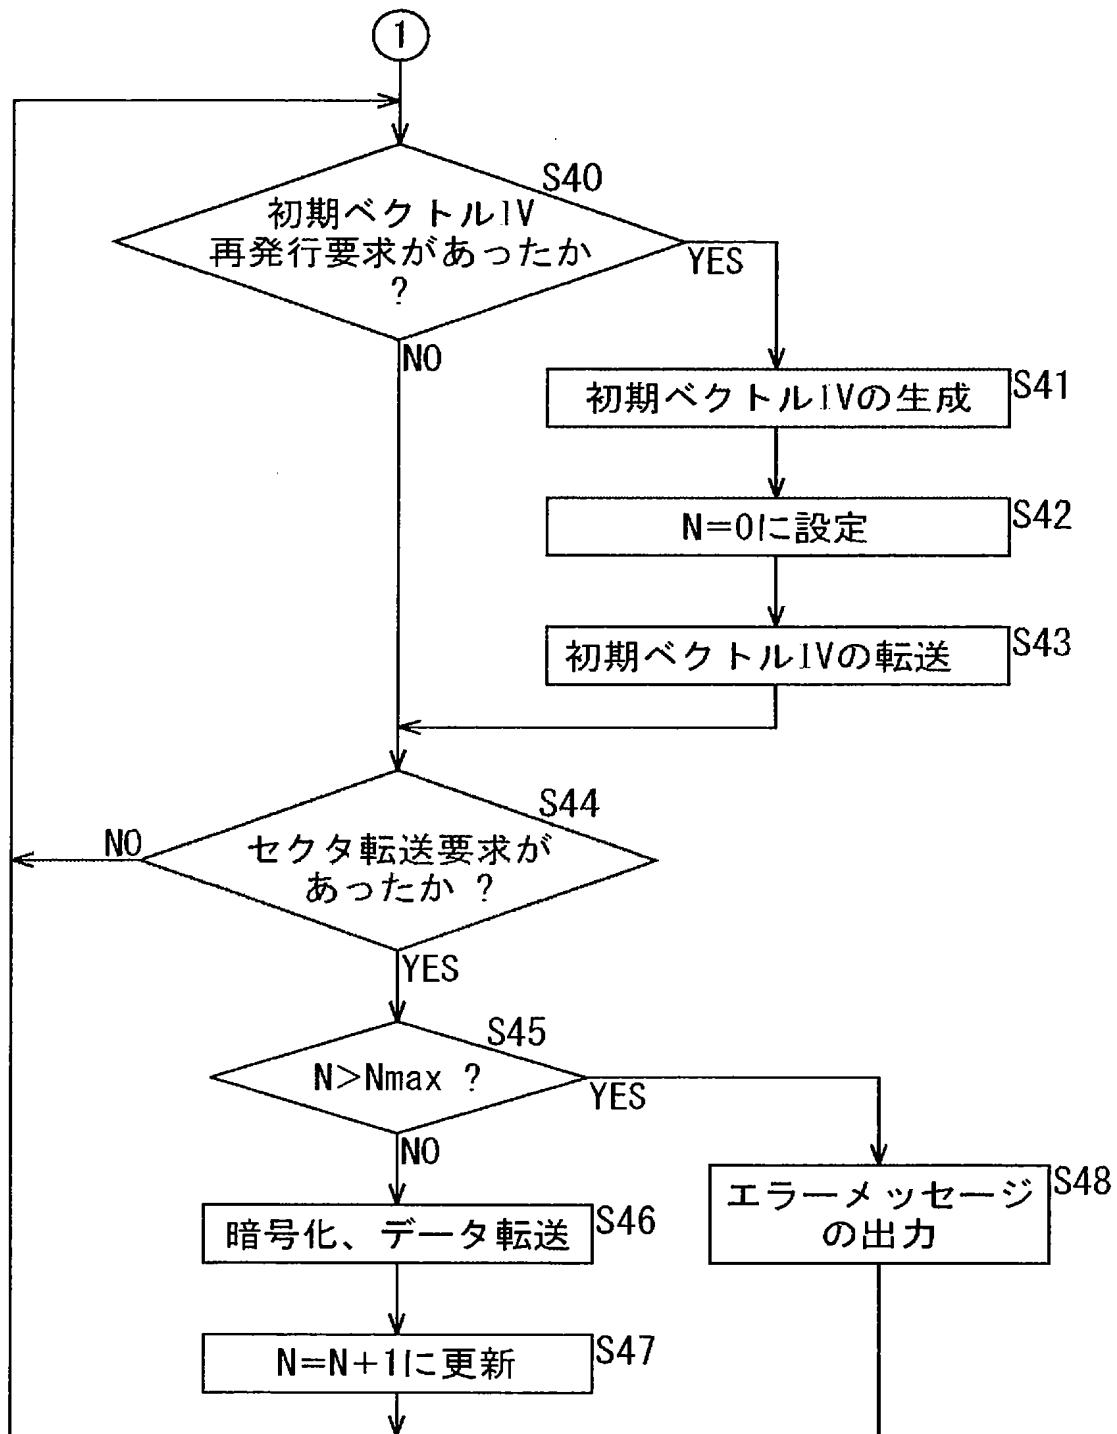 1
S40
初期ベクトルIV
再発行要求があったか
?
YES
NO
初期ベクトルIVの生成
S41
N=0に設定
S42
初期ベクトルIVの転送
S43
S44
NO
セクタ転送要求が
あったか ?
YES
S45
N>Nmax ?
YES
NO
暗号化、データ転送
S46
エラーメッセージ
の出力
S48
N=N+1に更新
S47